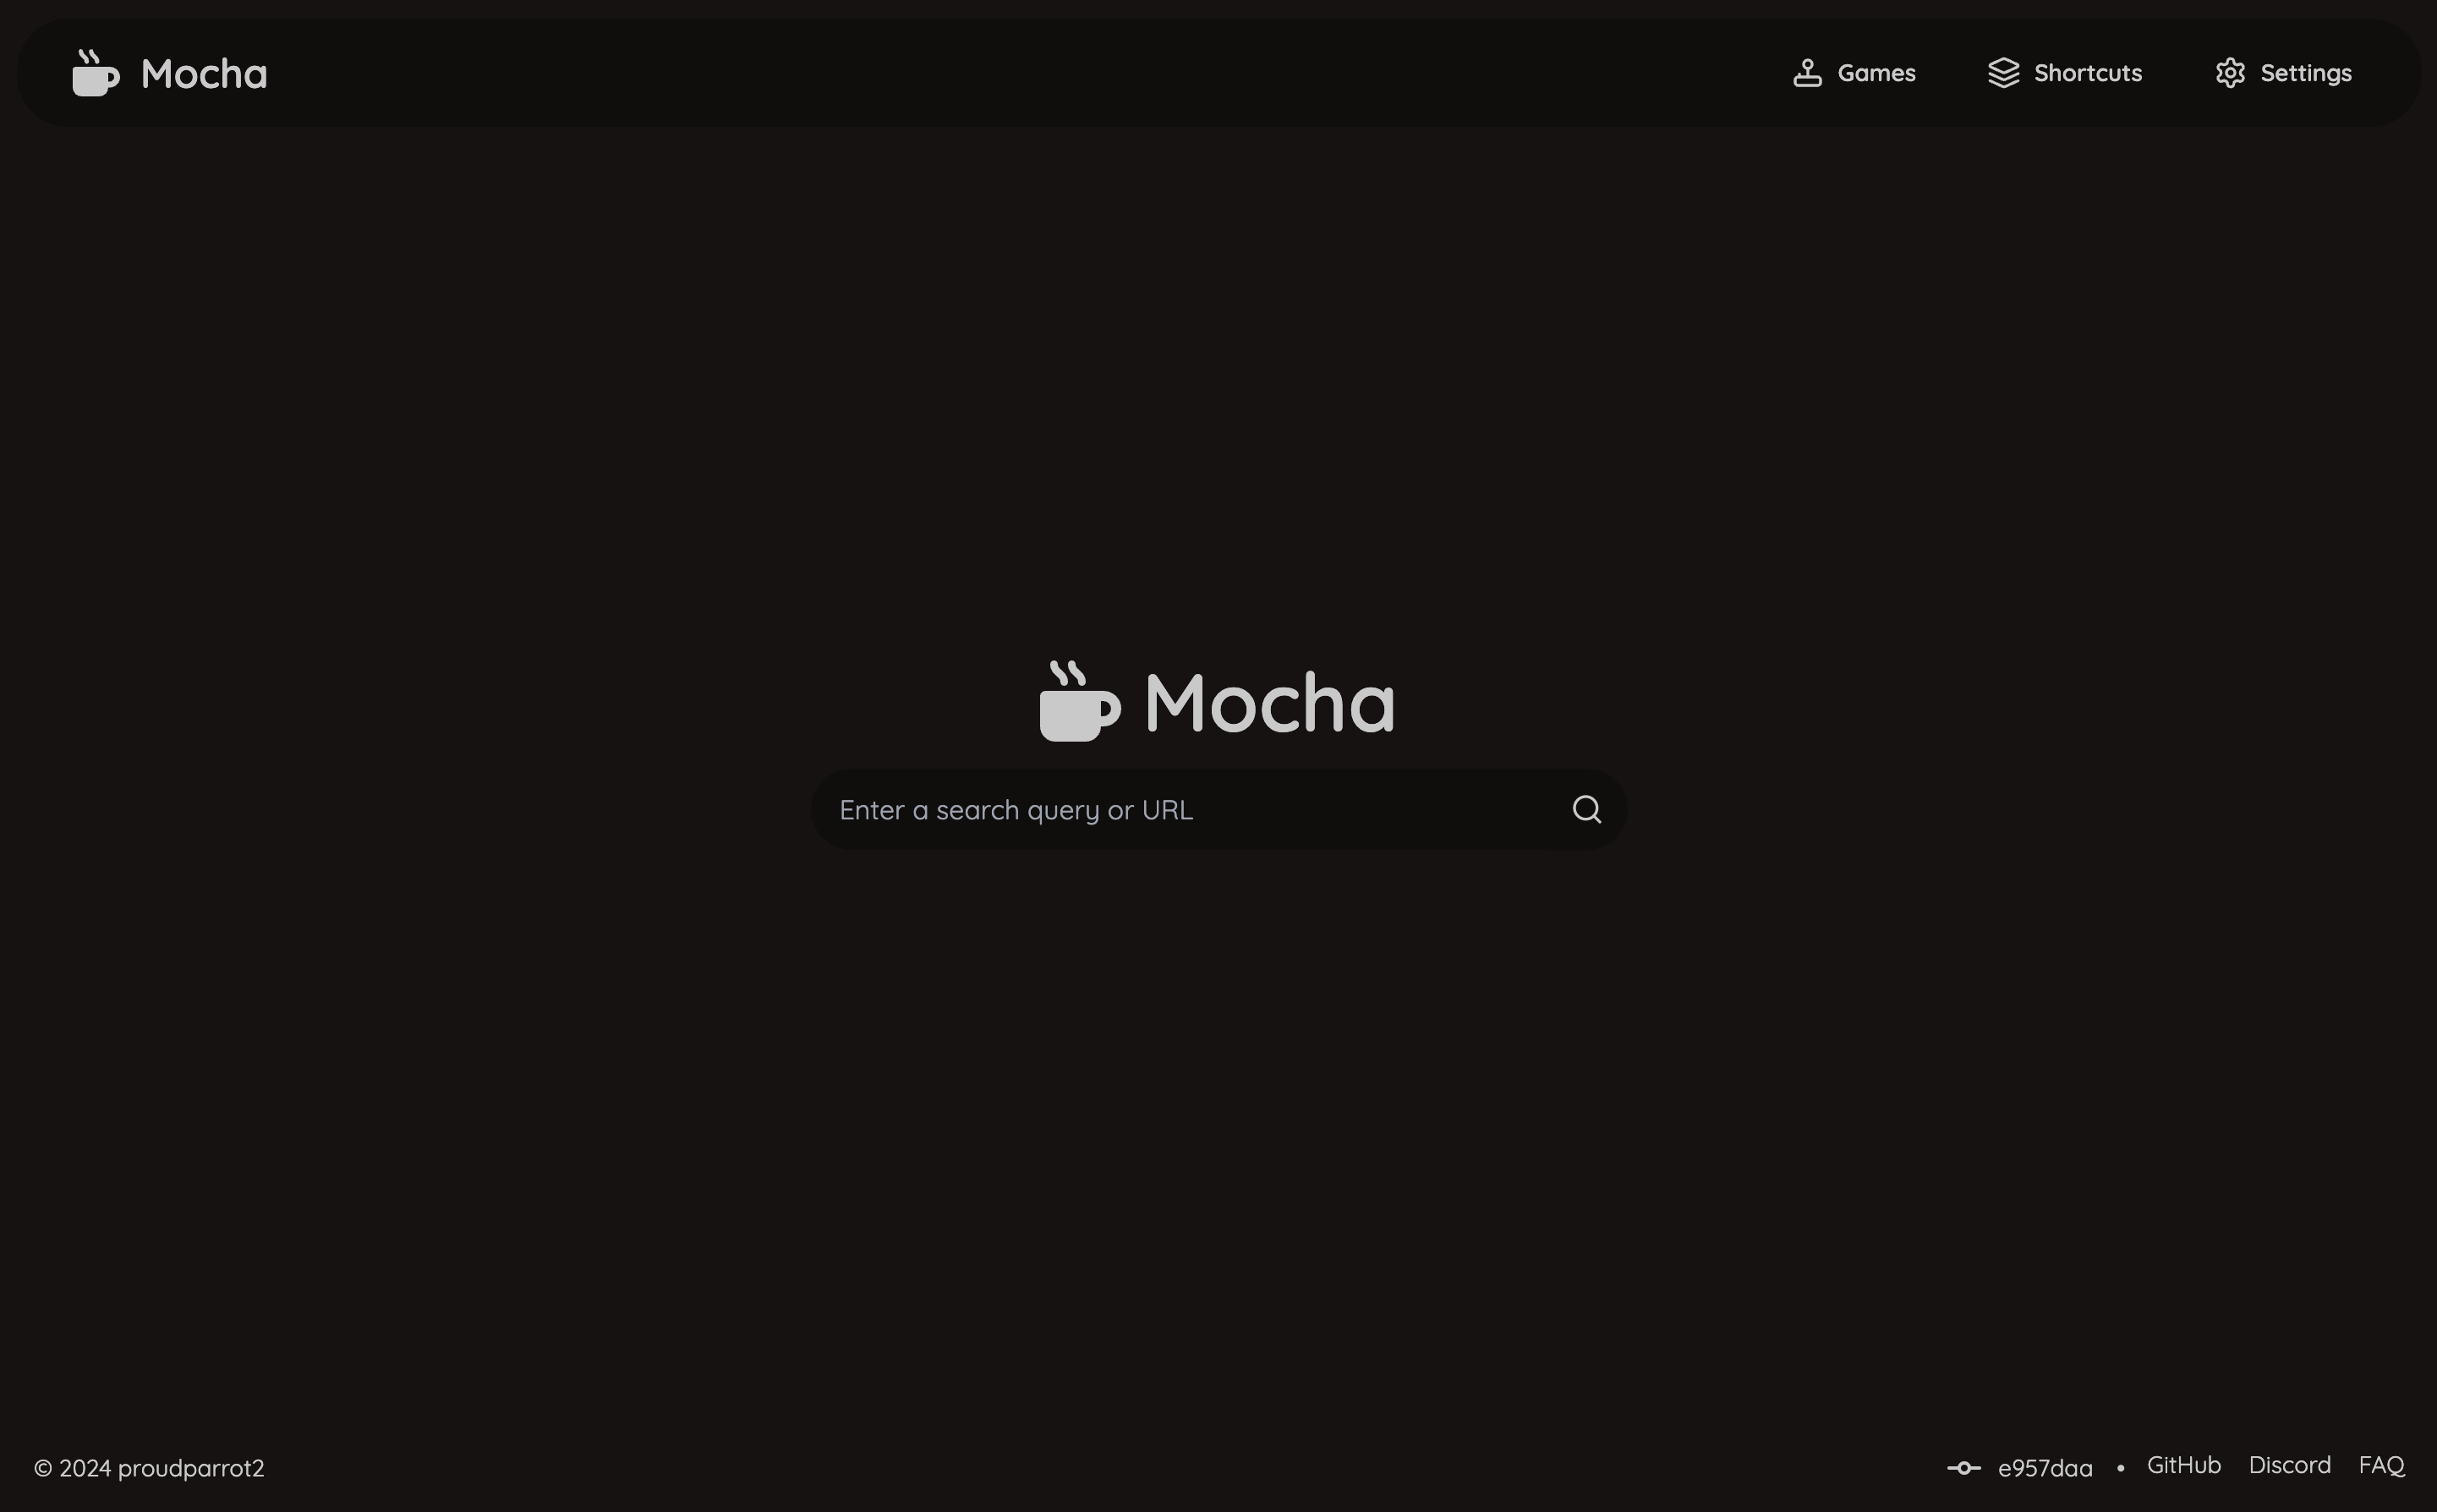 Mocha
Games
Shortcuts
Settings
Mocha
Enter a search query or URL
© 2024 proudparrot2
e957daa • GitHub Discord FAQ